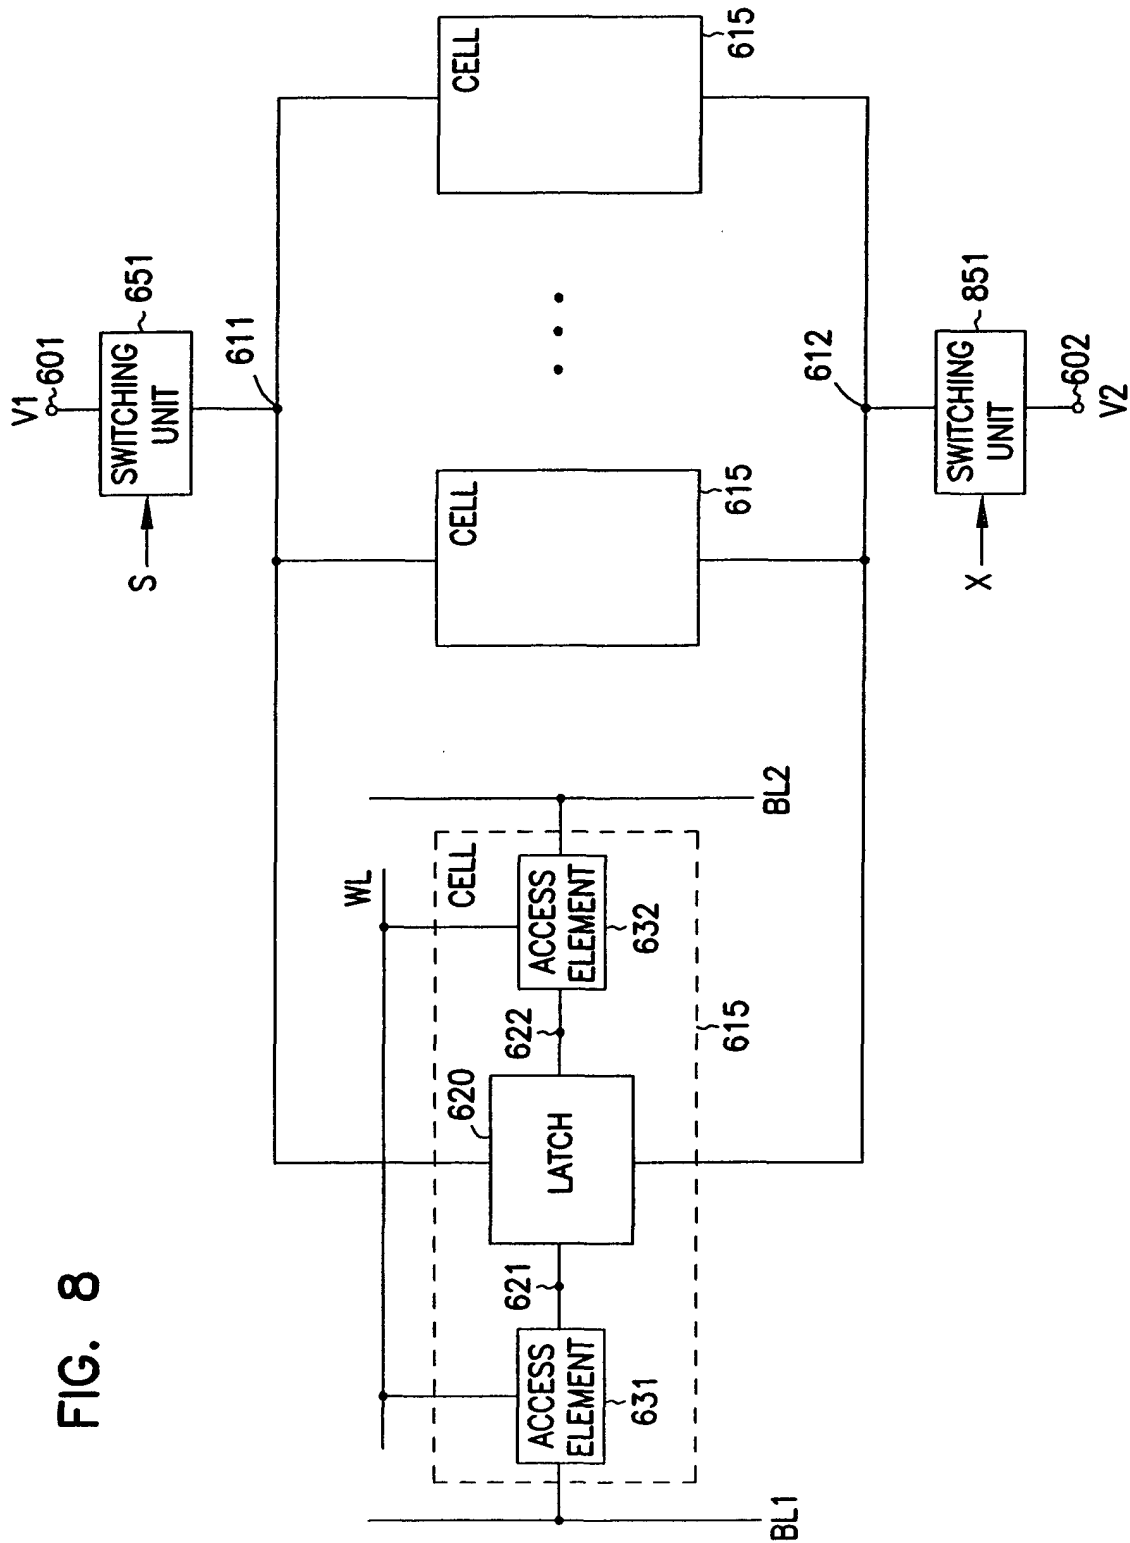 FIG. 8
V1
601
SWITCHING
UNIT
651
S
611
WL
CELL
620
LATCH
621
622
ACCESS
ELEMENT
631
ACCESS
ELEMENT
632
615
BL1
BL2
CELL
615
CELL
615
612
X
SWITCHING
UNIT
851
602
V2